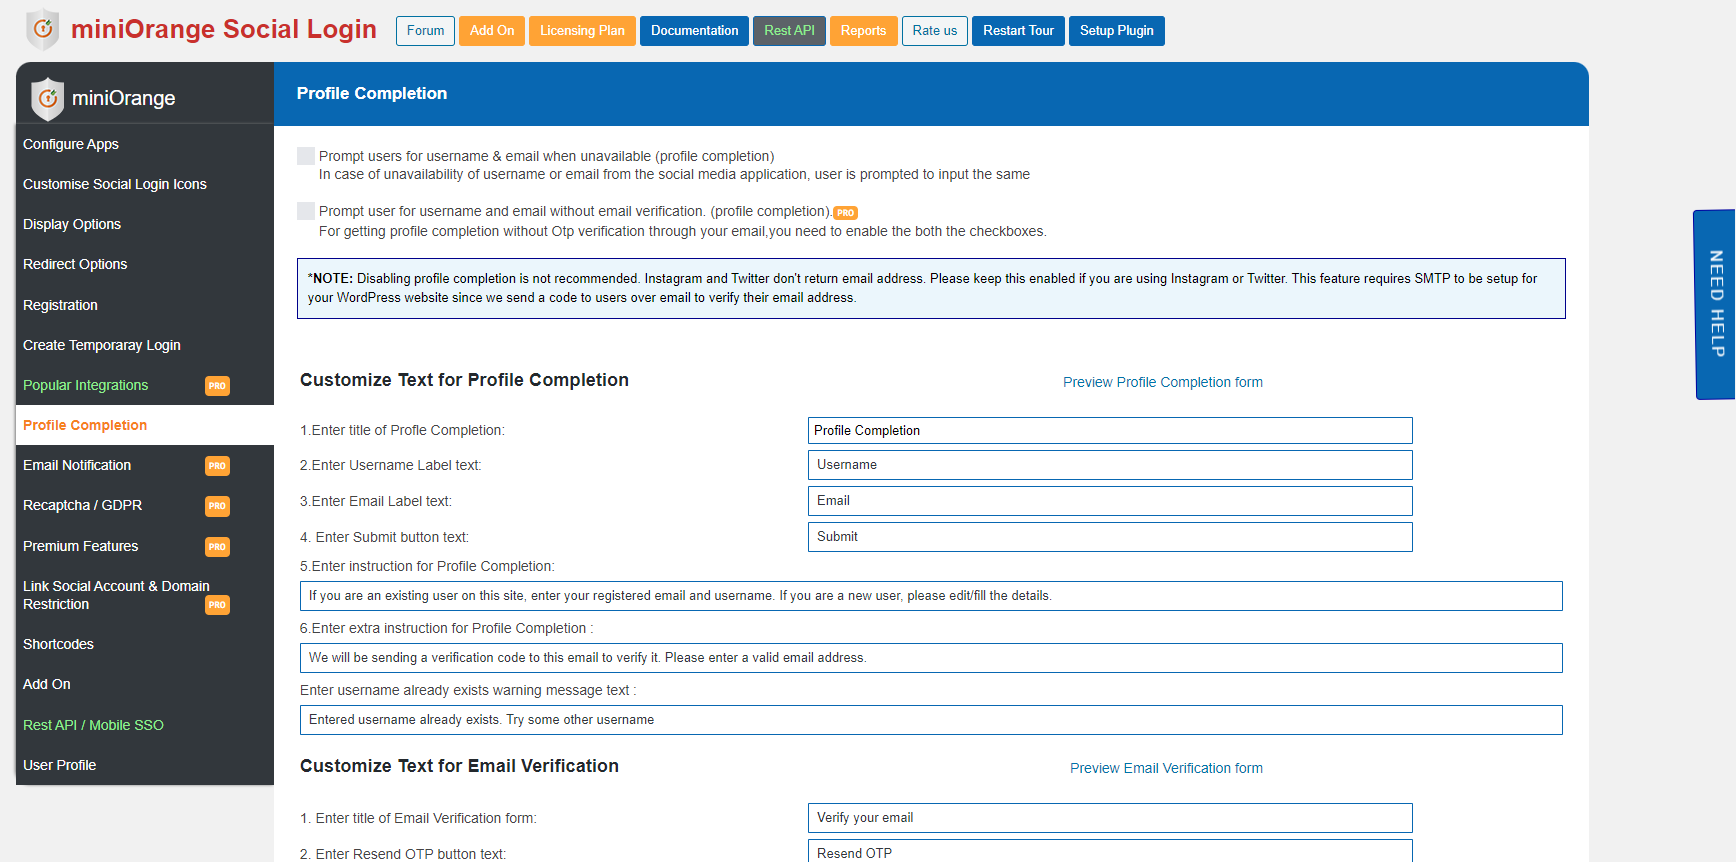 miniOrange Social Login
Forum
Add On
Licensing Plan
Documentation
Rest API
Reports
Rate us
Restart Tour
Setup Plugin
miniOrange
Configure Apps
Customise Social Login Icons
Display Options
Redirect Options
Registration
Create Temporaray Login
Popular Integrations PRO
Profile Completion
Email Notification PRO
Recaptcha / GDPR PRO
Premium Features PRO
Link Social Account & Domain
Restriction PRO
Shortcodes
Add On
Rest API / Mobile SSO
User Profile
Profile Completion
Prompt users for username & email when unavailable (profile completion)
In case of unavailability of username or email from the social media application, user is prompted to input the same
Prompt user for username and email without email verification. (profile completion). PRO
For getting profile completion without Otp verification through your email,you need to enable the both the checkboxes.
*NOTE: Disabling profile completion is not recommended. Instagram and Twitter don't return email address. Please keep this enabled if you are using Instagram or Twitter. This feature requires SMTP to be setup for
your WordPress website since we send a code to users over email to verify their email address.
Customize Text for Profile Completion
Preview Profile Completion form
1.Enter title of Profle Completion:
Profile Completion
2.Enter Username Label text:
Username
3.Enter Email Label text:
Email
4. Enter Submit button text:
Submit
5.Enter instruction for Profile Completion:
If you are an existing user on this site, enter your registered email and username. If you are a new user, please edit/fill the details.
6.Enter extra instruction for Profile Completion :
We will be sending a verification code to this email to verify it. Please enter a valid email address.
Enter username already exists warning message text :
Entered username already exists. Try some other username
Customize Text for Email Verification
Preview Email Verification form
1. Enter title of Email Verification form:
Verify your email
2. Enter Resend OTP button text:
Resend OTP
NEED HELP